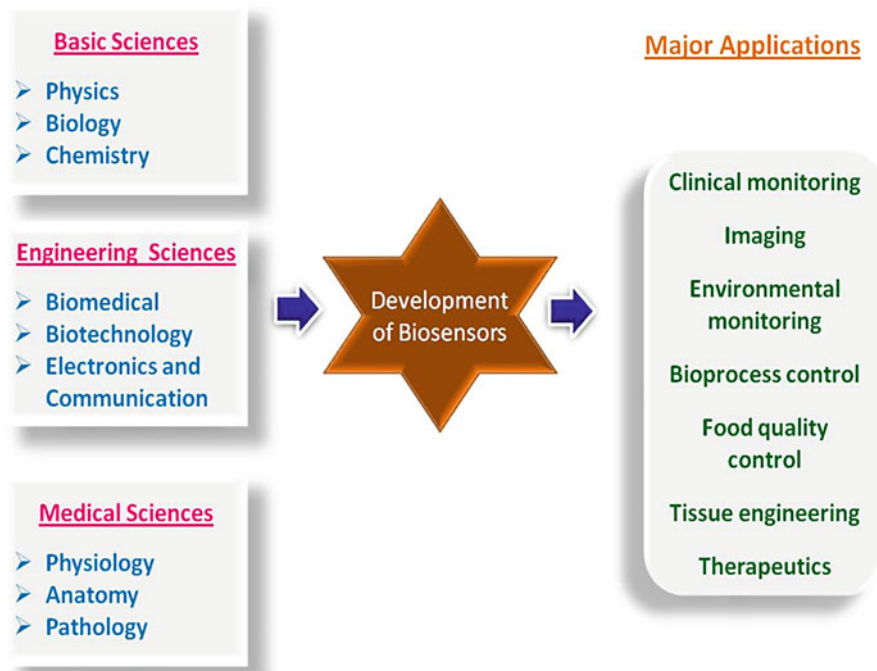 Basic Sciences
➢ Physics
➢ Biology
➢ Chemistry
Engineering Sciences
➢ Biomedical
➢ Biotechnology
➢ Electronics and
Communication
Medical Sciences
➢ Physiology
➢ Anatomy
➢ Pathology
Development
of Biosensors
Major Applications
Clinical monitoring
Imaging
Environmental
monitoring
Bioprocess control
Food quality
control
Tissue engineering
Therapeutics